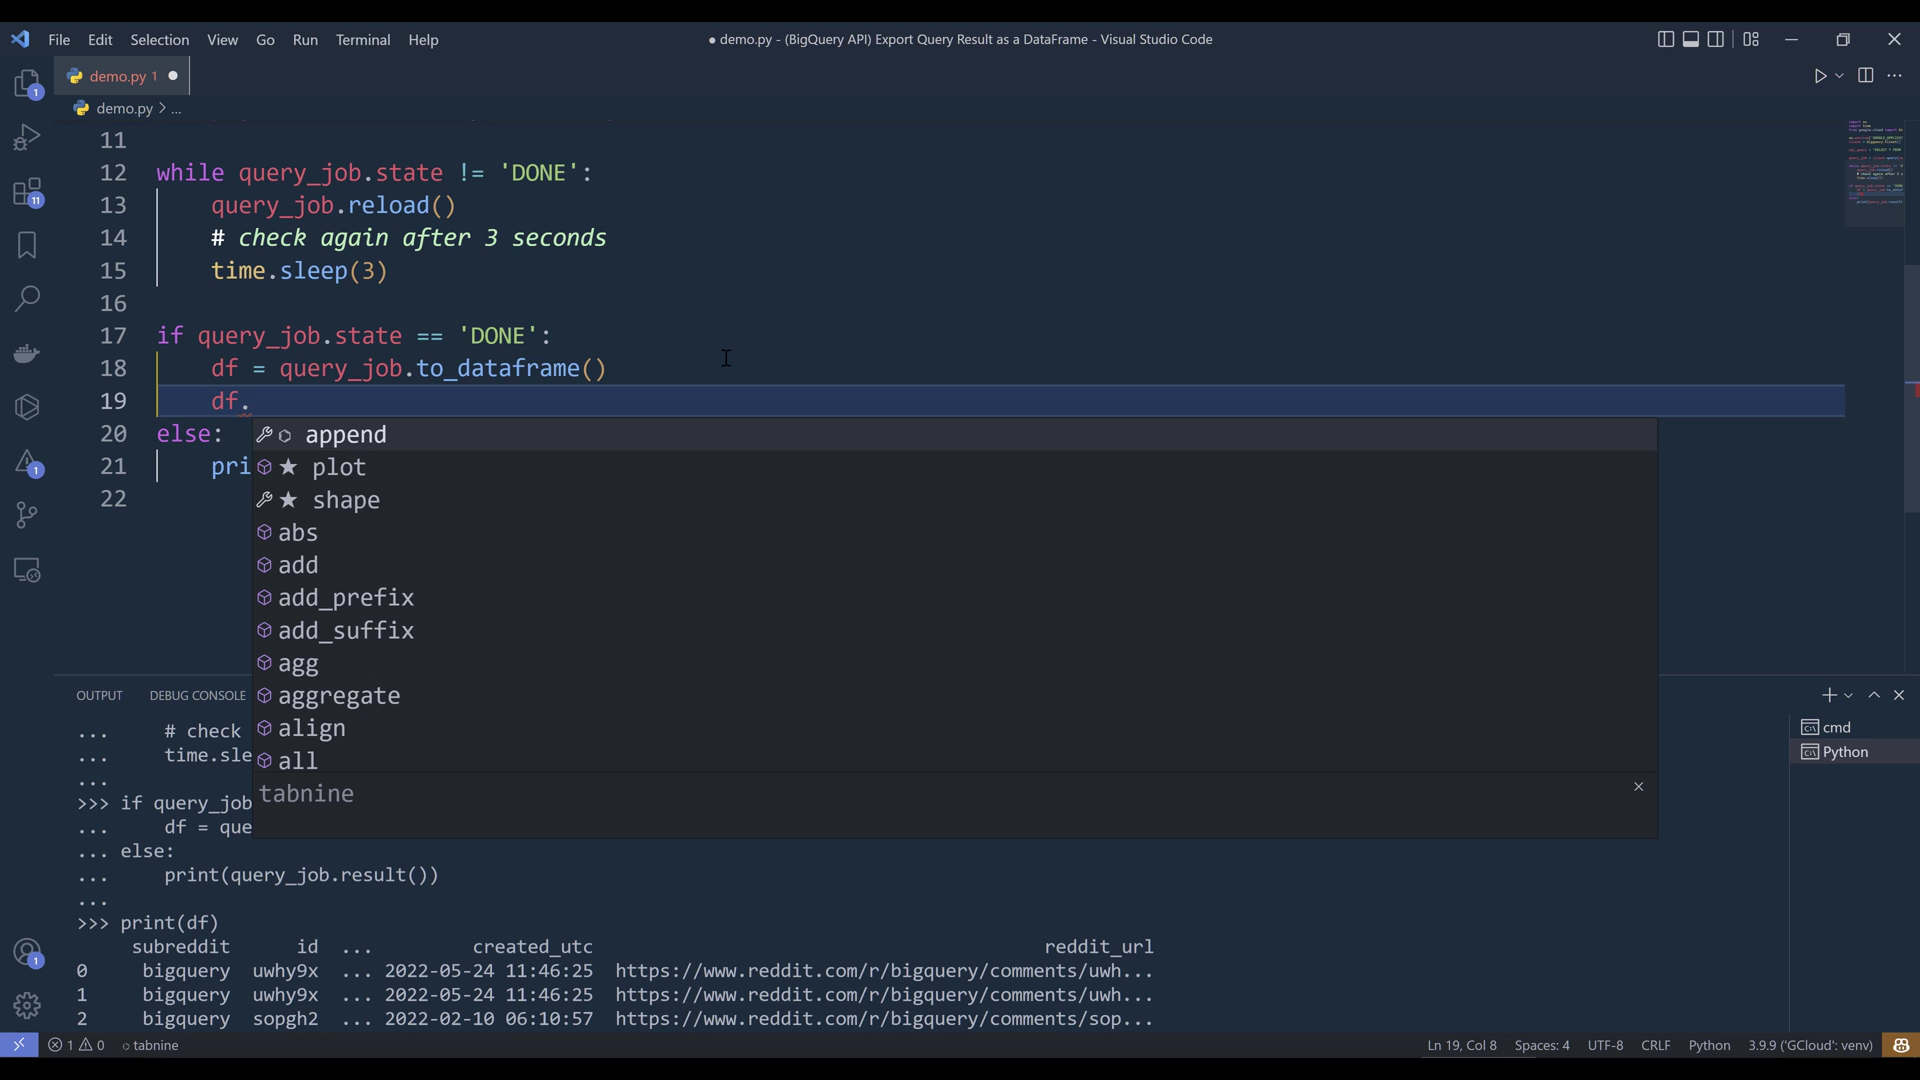 File Edit Selection View Go Run Terminal Help
● demo.py - (BigQuery API) Export Query Result as a DataFrame - Visual Studio Code
demo.py 1
demo.py > ...
11
12 while query_job.state != 'DONE':
13 query_job.reload()
14 # check again after 3 seconds
15 time.sleep(3)
16
17 if query_job.state == 'DONE':
18 df = query_job.to_dataframe()
19 df.
20 else:
21 pri
22
append
★ plot
★ shape
abs
add
add_prefix
add_suffix
agg
aggregate
align
all
tabnine
OUTPUT DEBUG CONSOLE
... # check
... time.sle
...
>>> if query_job
... df = que
... else:
... print(query_job.result())
...
>>> print(df)
subreddit id ... created_utc reddit_url
0 bigquery uwhy9x ... 2022-05-24 11:46:25 https://www.reddit.com/r/bigquery/comments/uwh...
1 bigquery uwhy9x ... 2022-05-24 11:46:25 https://www.reddit.com/r/bigquery/comments/uwh...
2 bigquery sopgh2 ... 2022-02-10 06:10:57 https://www.reddit.com/r/bigquery/comments/sop...
cmd
Python
1
11
1
1
1 0 tabnine Ln 19, Col 8 Spaces: 4 UTF-8 CRLF Python 3.9.9 ('GCloud': venv)